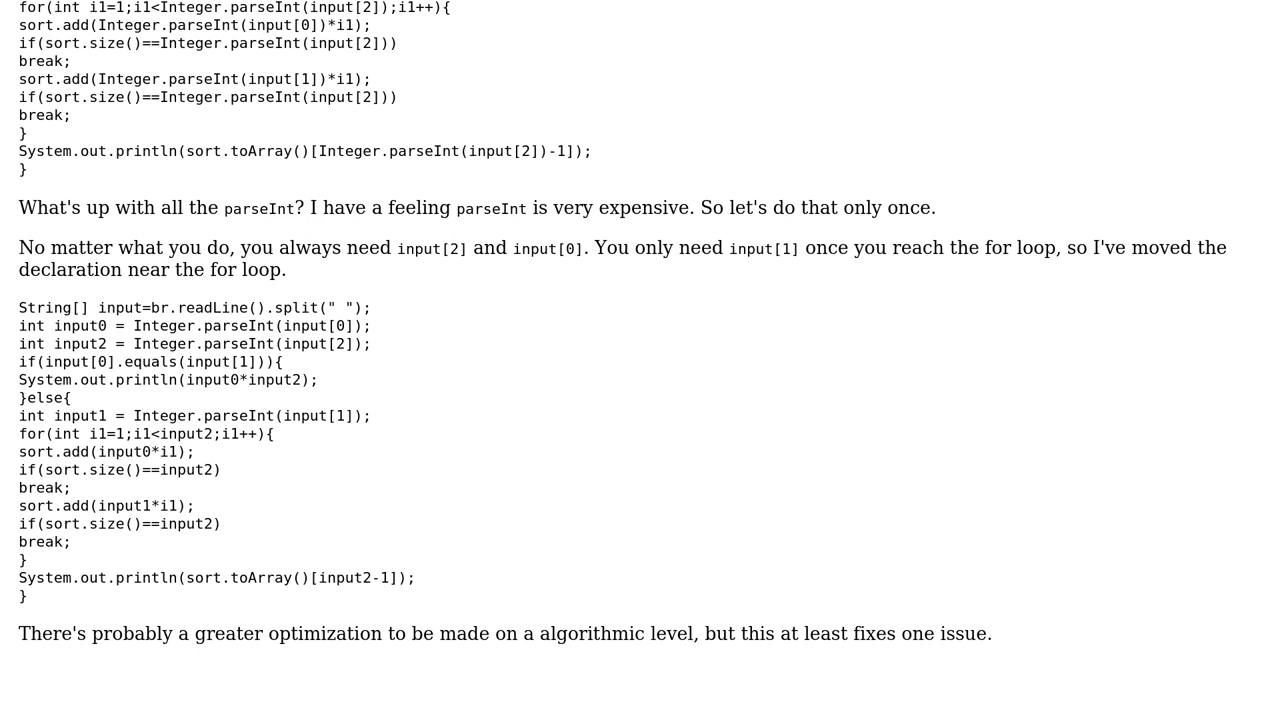 for(int i1=1;i1<Integer.parseInt(input[2]);i1++){
sort.add(Integer.parseInt(input[0])*i1);
if(sort.size()==Integer.parseInt(input[2]))
break;
sort.add(Integer.parseInt(input[1])*i1);
if(sort.size()==Integer.parseInt(input[2]))
break;
}
System.out.println(sort.toArray()[Integer.parseInt(input[2])-1]);
}
What's up with all the parseInt? I have a feeling parseInt is very expensive. So let's do that only once.
No matter what you do, you always need input[2] and input[0]. You only need input[1] once you reach the for loop, so I've moved the
declaration near the for loop.
String[] input=br.readLine().split(" ");
int input0 = Integer.parseInt(input[0]);
int input2 = Integer.parseInt(input[2]);
if(input[0].equals(input[1])){
System.out.println(input0*input2);
}else{
int input1 = Integer.parseInt(input[1]);
for(int i1=1;i1<input2;i1++){
sort.add(input0*i1);
if(sort.size()==input2)
break;
sort.add(input1*i1);
if(sort.size()==input2)
break;
}
System.out.println(sort.toArray()[input2-1]);
}
There's probably a greater optimization to be made on a algorithmic level, but this at least fixes one issue.